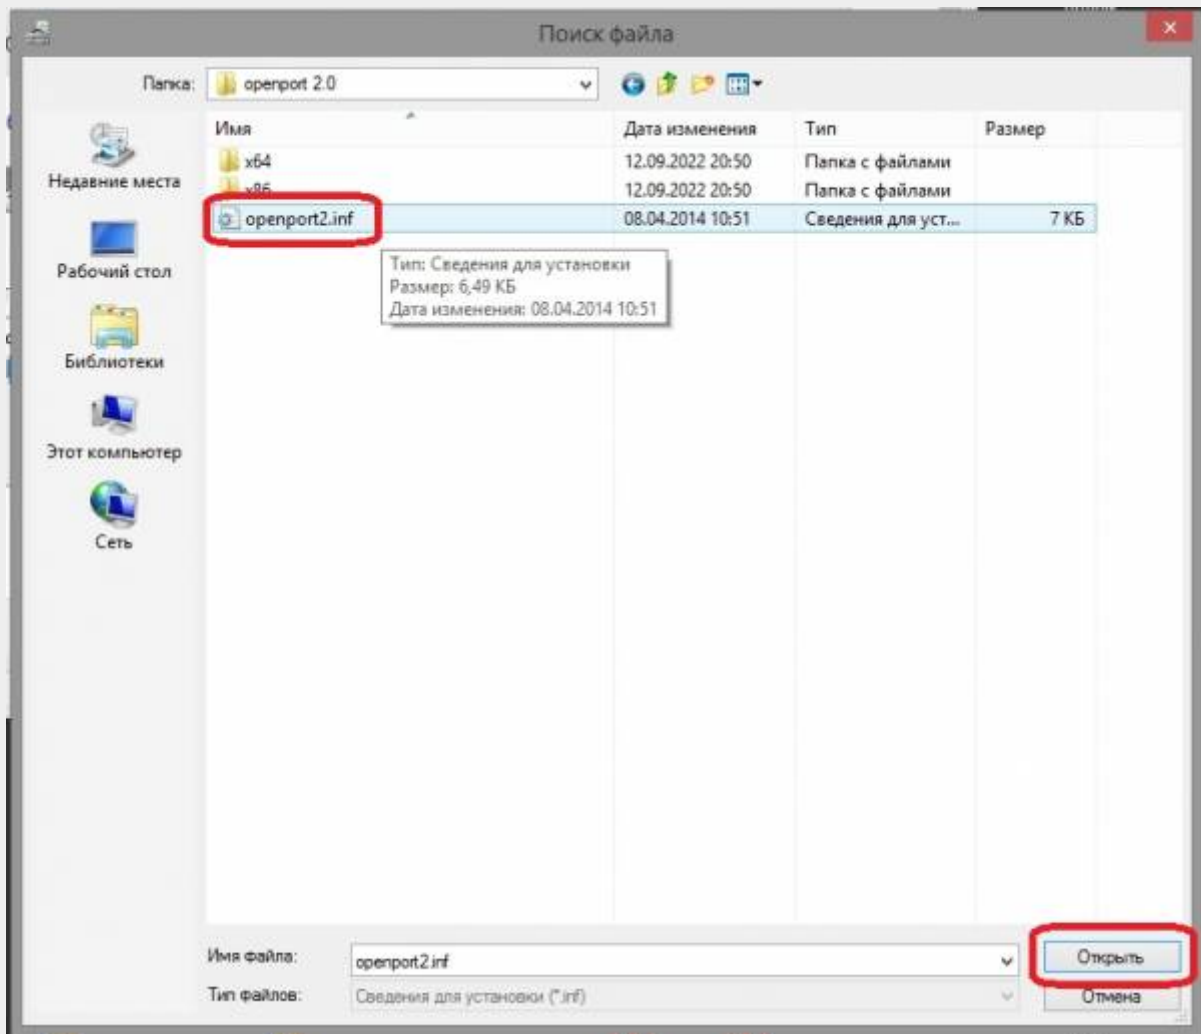 Поиск файла
Папка: openport 2.0
Имя Дата изменения Тип Размер
x64 12.09.2022 20:50 Папка с файлами
x86 12.09.2022 20:50 Папка с файлами
openport2.inf 08.04.2014 10:51 Сведения для уст... 7 КБ
Тип: Сведения для установки
Размер: 6,49 КБ
Дата изменения: 08.04.2014 10:51
Недавние места
Рабочий стол
Библиотеки
Этот компьютер
Сеть
Имя файла: openport2.inf Открыть
Тип файлов: Сведения для установки (*.inf) Отмена